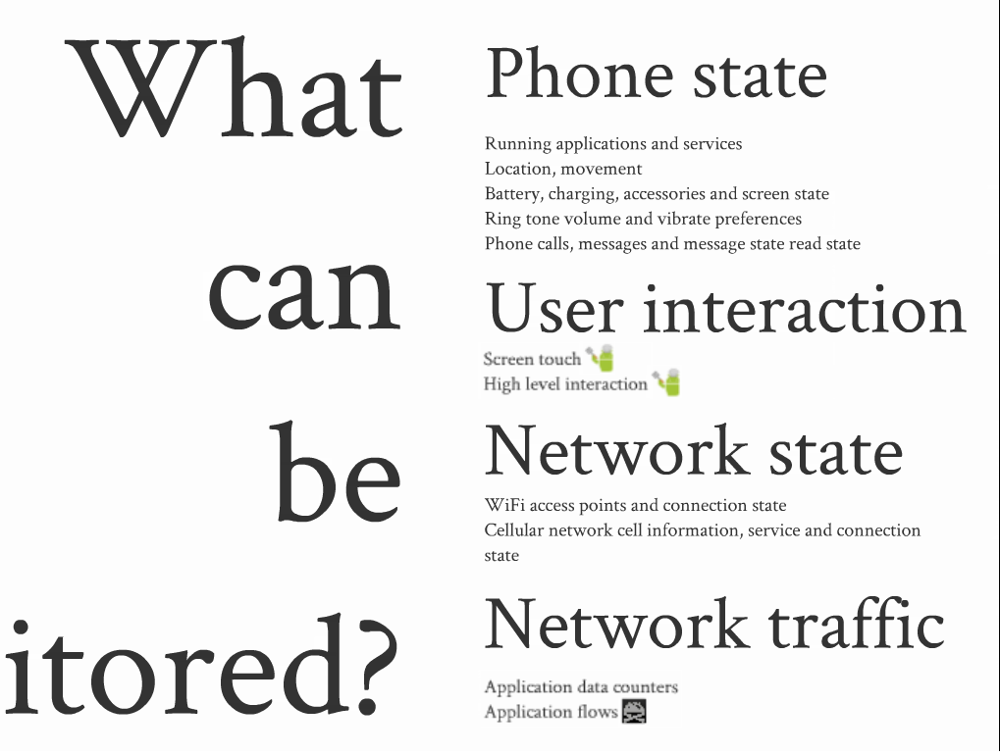 What
can
be
itored?
Phone state
Running applications and services
Location, movement
Battery, charging, accessories and screen state
Ring tone volume and vibrate preferences
Phone calls, messages and message state read state
User interaction
Screen touch
High level interaction
Network state
WiFi access points and connection state
Cellular network cell information, service and connection
state
Network traffic
Application data counters
Application flows